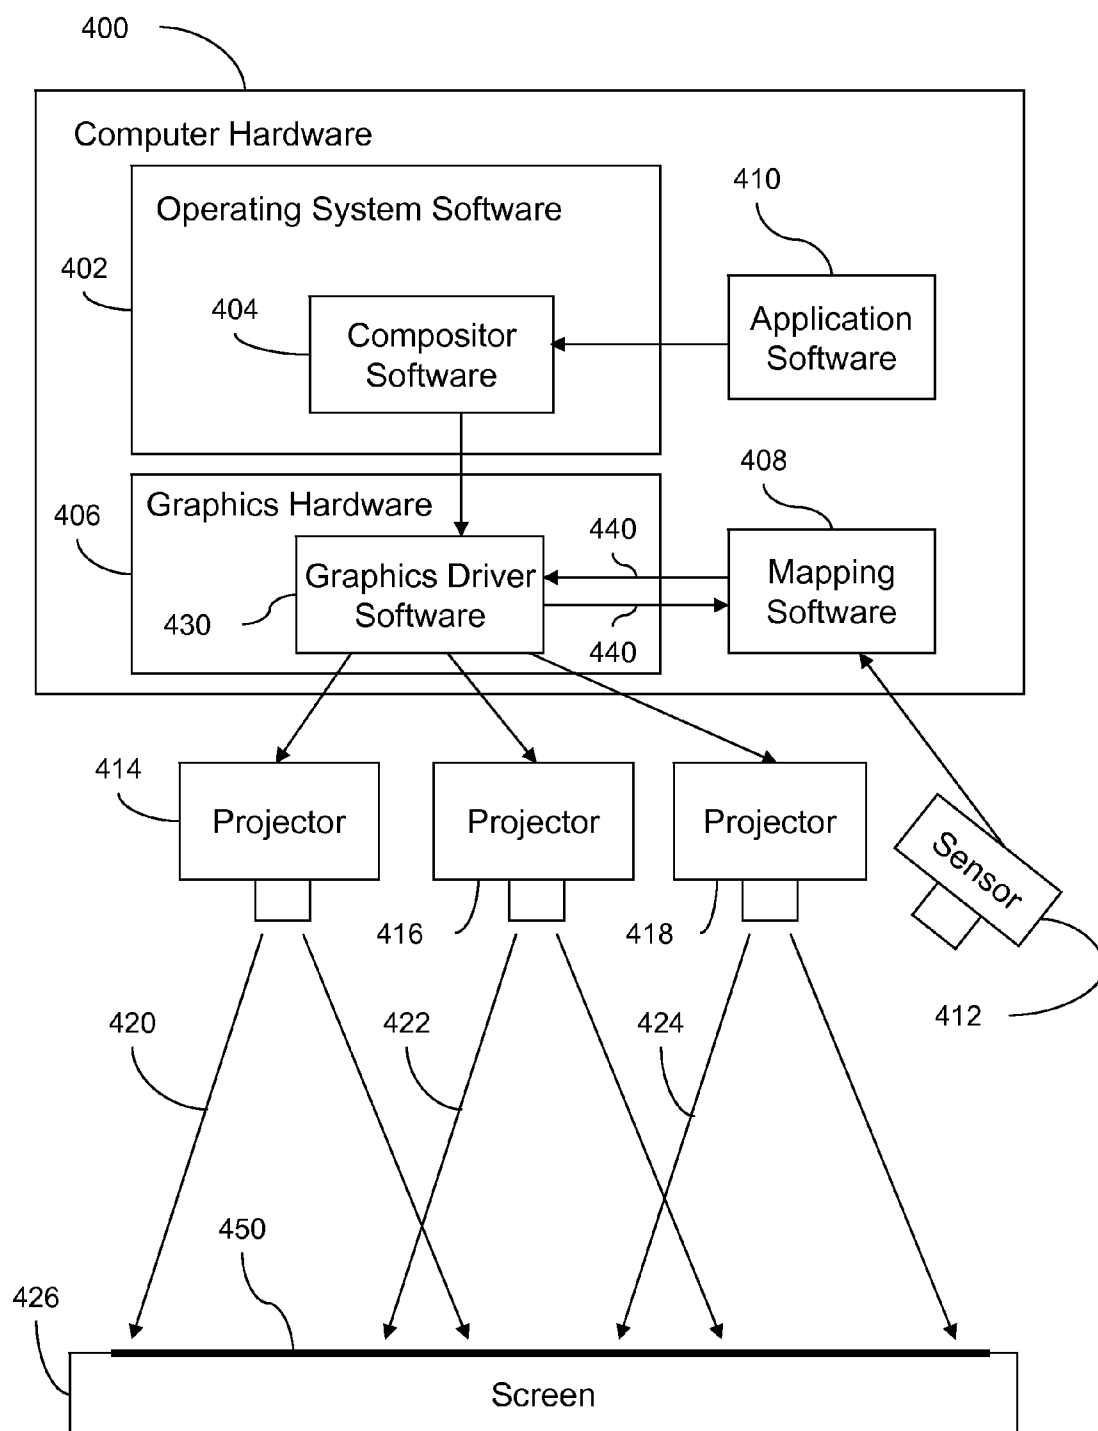 400
Computer Hardware
410
Operating System Software
402
404
Compositor
Software
Application
Software
408
406
Graphics Hardware
440
Graphics Driver
Software
Mapping
Software
430
440
414
Projector
Projector
Projector
Sensor
416
418
412
420
422
424
450
426
Screen